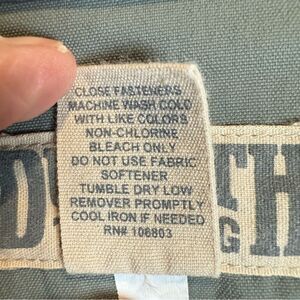 CLOSE FASTENERS
MACHINE WASH COLD
WITH LIKE COLORS
NON-CHLORINE
BLEACH ONLY
DO NOT USE FABRIC
SOFTENER
TUMBLE DRY LOW
REMOVER PROMPTLY
COOL IRON IF NEEDED
RN# 106803